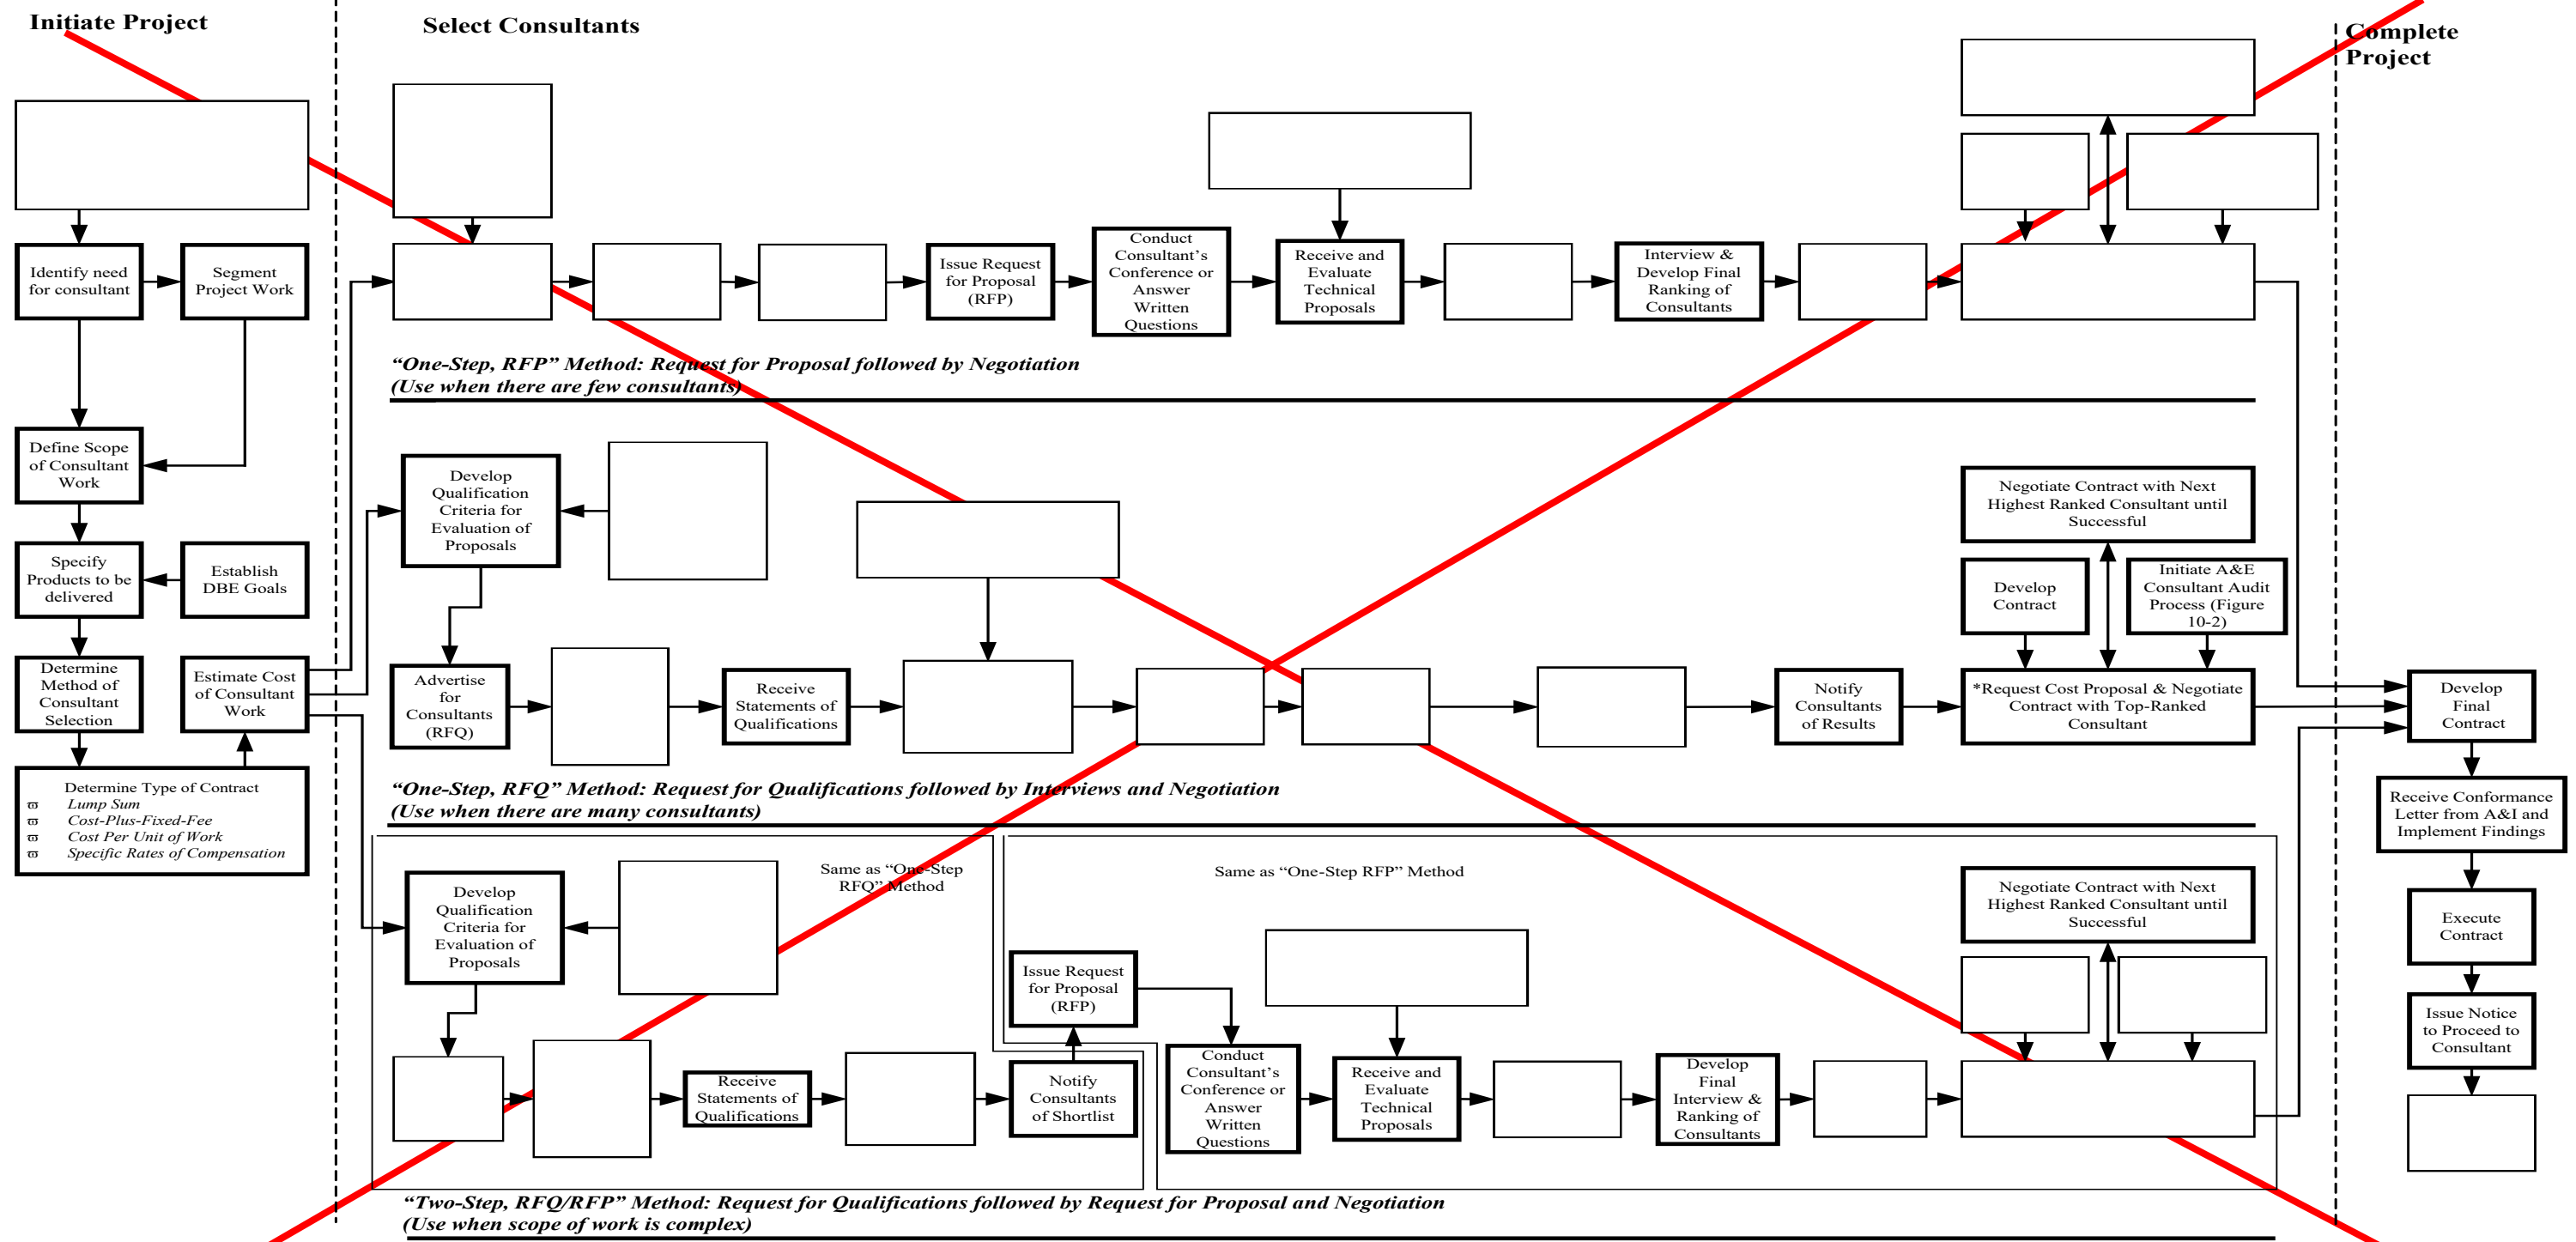 Initiate Project
Select Consultants
Complete
Project
Identify need
for consultant
Segment
Project Work
Issue Request
for Proposal
(RFP)
Conduct
Consultant’s
Conference or
Answer
Written
Questions
Receive and
Evaluate
Technical
Proposals
Interview &
Develop Final
Ranking of
Consultants
“One-Step, RFP” Method: Request for Proposal followed by Negotiation
(Use when there are few consultants)
Define Scope
of Consultant
Work
Specify
Products to be
delivered
Establish
DBE Goals
Determine
Method of
Consultant
Selection
Estimate Cost
of Consultant
Work
Determine Type of Contract
ϖ Lump Sum
ϖ Cost-Plus-Fixed-Fee
ϖ Cost Per Unit of Work
ϖ Specific Rates of Compensation
Develop
Qualification
Criteria for
Evaluation of
Proposals
Advertise
for
Consultants
(RFQ)
Receive
Statements of
Qualifications
Notify
Consultants
of Results
Negotiate Contract with Next
Highest Ranked Consultant until
Successful
Develop
Contract
Initiate A&E
Consultant Audit
Process (Figure
10-2)
*Request Cost Proposal & Negotiate
Contract with Top-Ranked
Consultant
“One-Step, RFQ” Method: Request for Qualifications followed by Interviews and Negotiation
(Use when there are many consultants)
Same as “One-Step
RFQ” Method
Same as “One-Step RFP” Method
Develop
Qualification
Criteria for
Evaluation of
Proposals
Receive
Statements of
Qualifications
Issue Request
for Proposal
(RFP)
Notify
Consultants
of Shortlist
Conduct
Consultant’s
Conference or
Answer
Written
Questions
Receive and
Evaluate
Technical
Proposals
Develop
Final
Interview &
Ranking of
Consultants
Negotiate Contract with Next
Highest Ranked Consultant until
Successful
“Two-Step, RFQ/RFP” Method: Request for Qualifications followed by Request for Proposal and Negotiation
(Use when scope of work is complex)
Develop
Final
Contract
Receive Conformance
Letter from A&I and
Implement Findings
Execute
Contract
Issue Notice
to Proceed to
Consultant